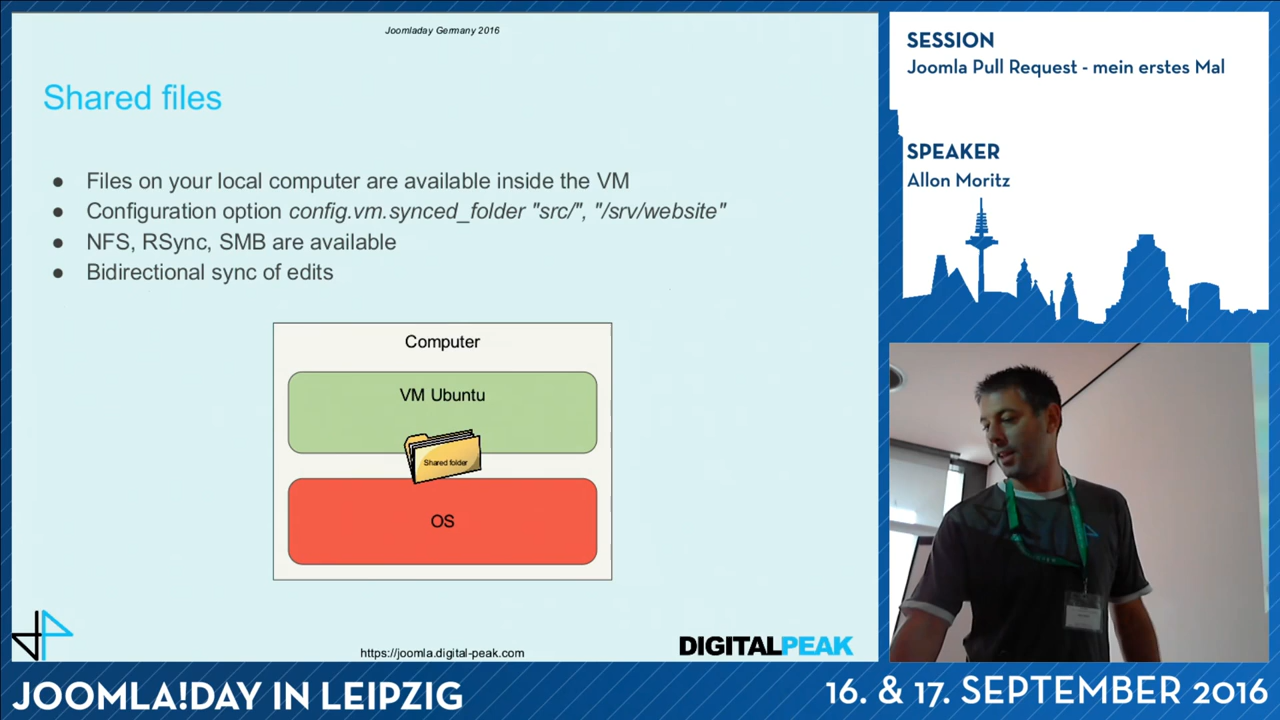 Joomladay Germany 2016
Shared files
● Files on your local computer are available inside the VM
● Configuration option config.vm.synced_folder "src/", "/srv/website"
● NFS, RSync, SMB are available
● Bidirectional sync of edits
Computer
VM Ubuntu
Shared folder
OS
https://joomla.digital-peak.com
DIGITALPEAK
SESSION
Joomla Pull Request - mein erstes Mal
SPEAKER
Allon Moritz
JOOMLA!DAY IN LEIPZIG
16. & 17. SEPTEMBER 2016